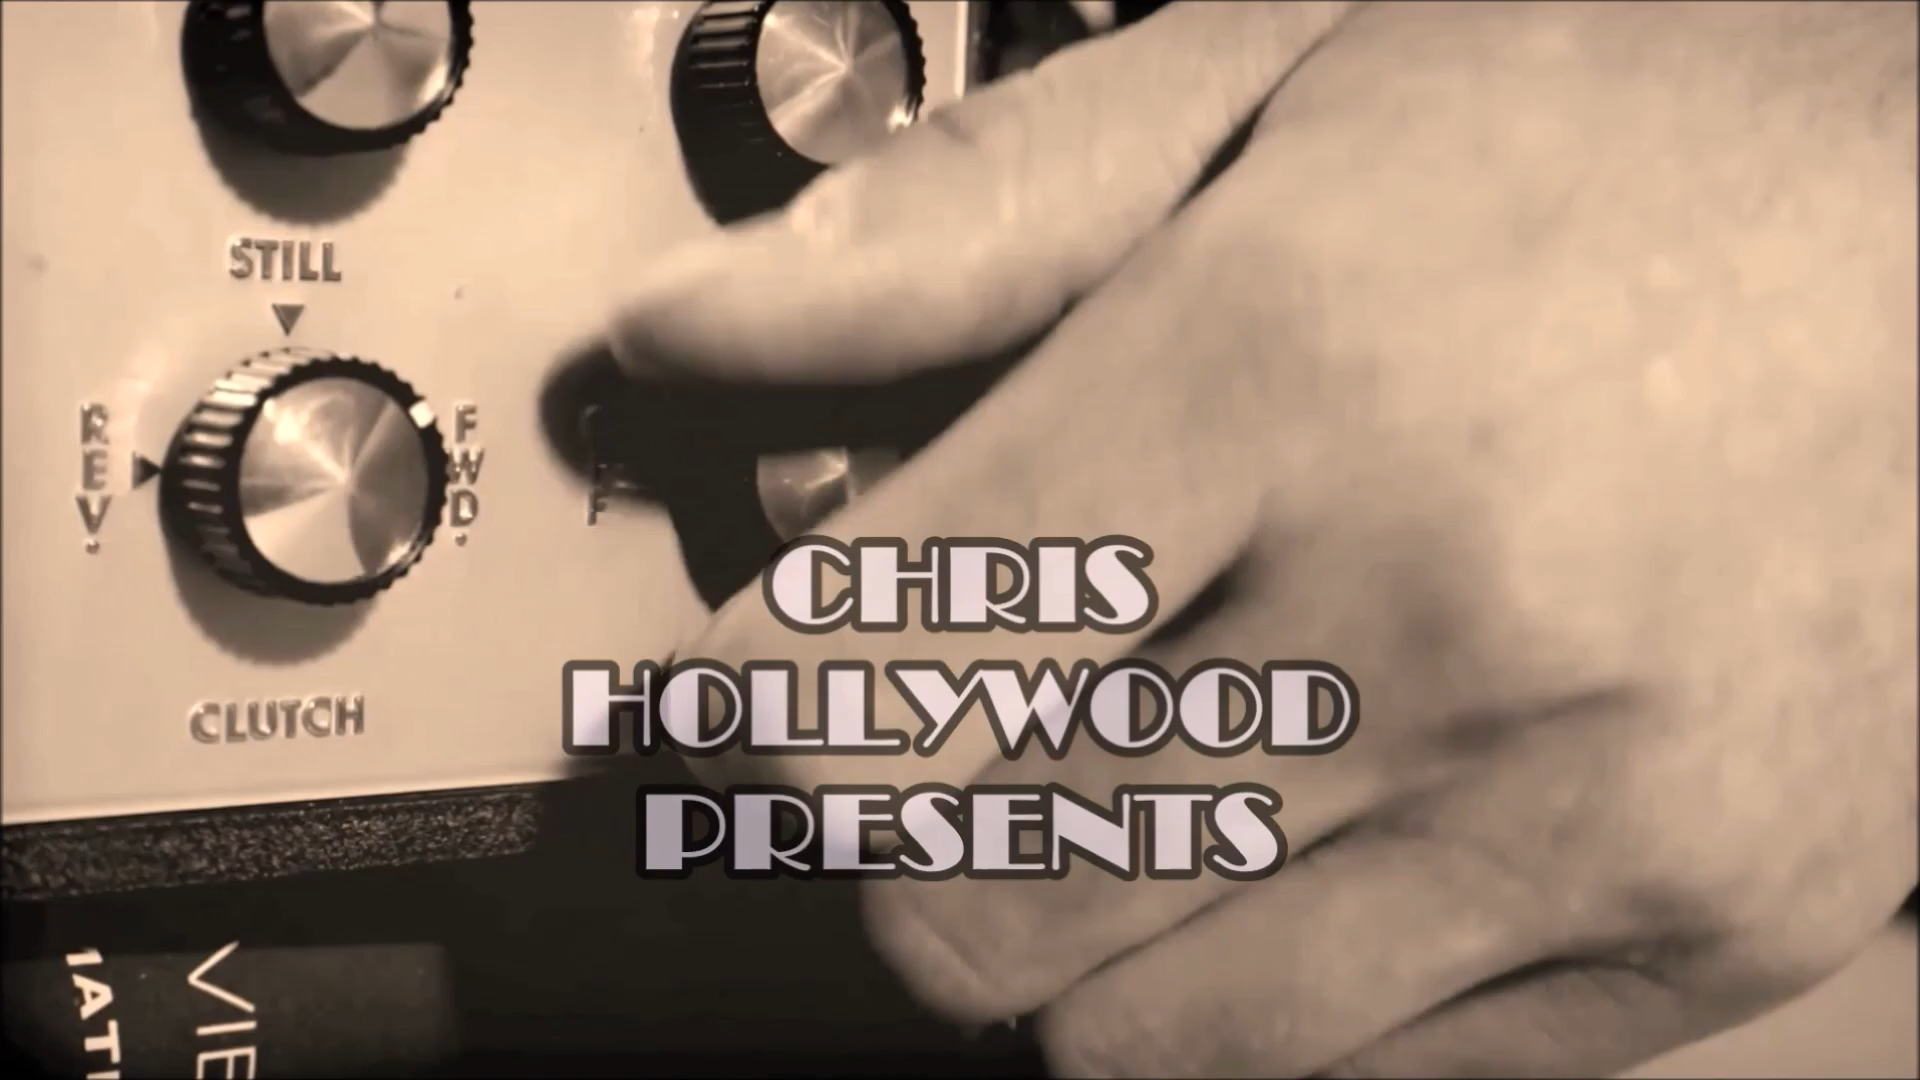 STILL
REV.
FWD.
CLUTCH
CHRIS
HOLLYWOOD
PRESENTS